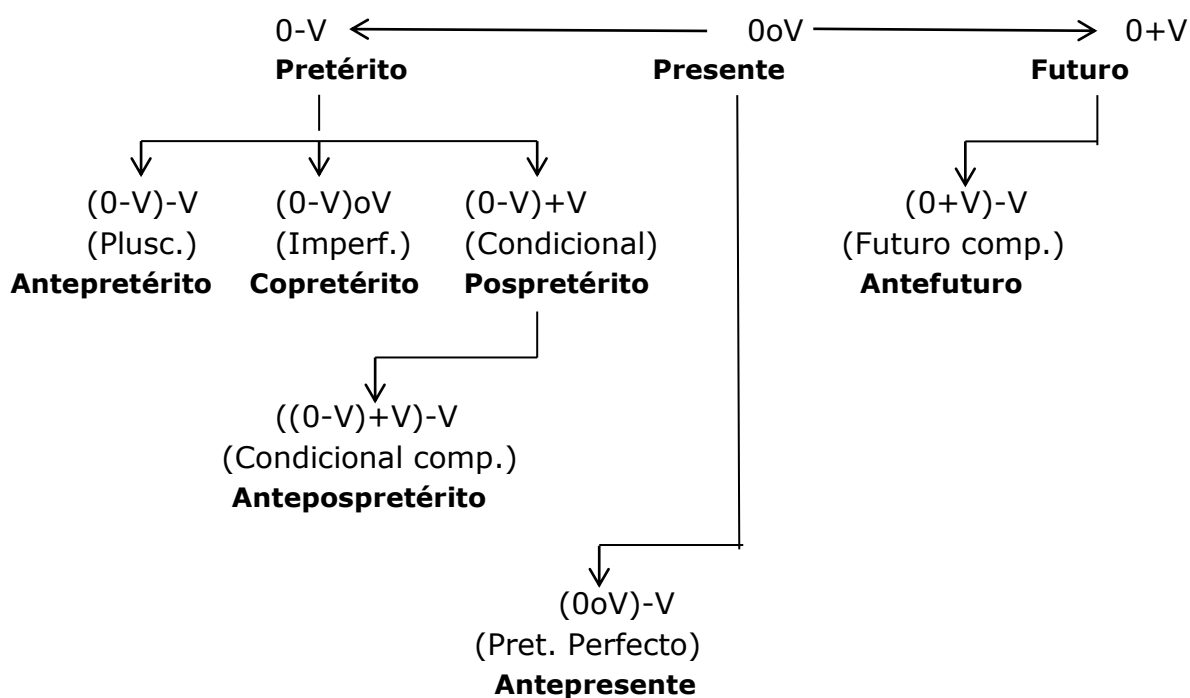 0-V 0oV 0+V
Pretérito Presente Futuro
(0-V)-V (0-V)oV (0-V)+V (0+V)-V
(Plusc.) (Imperf.) (Condicional) (Futuro comp.)
Antepretérito Copretérito Pospretérito Antefuturo
((0-V)+V)-V
(Condicional comp.)
Antepospretérito
(0oV)-V
(Pret. Perfecto)
Antepresente